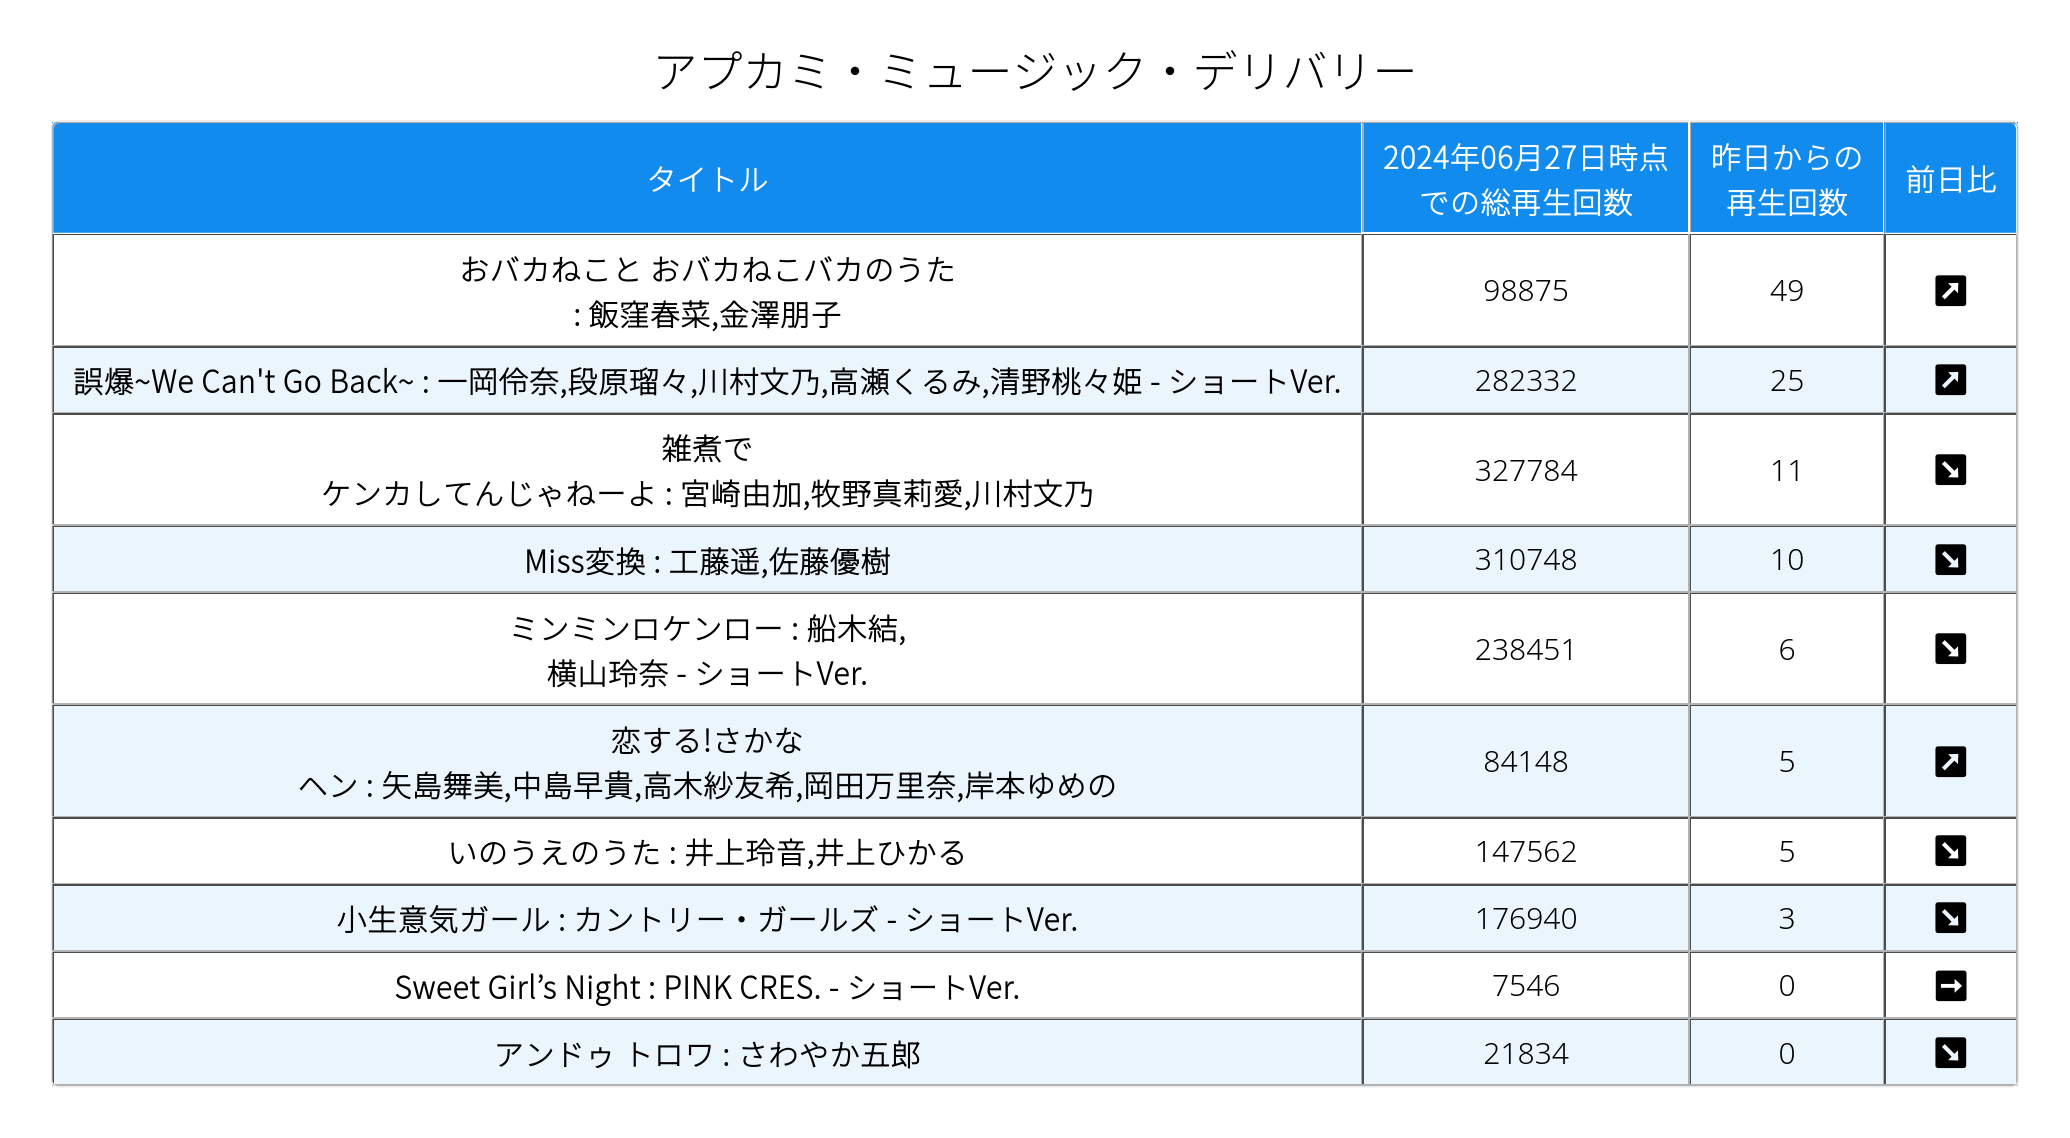 アプカミ・ミュージック・デリバリー
タイトル
2024年06月27日時点
での総再生回数
昨日からの
再生回数
前日比
おバカねこと おバカねこバカのうた
: 飯窪春菜,金澤朋子
98875
49
誤爆~We Can't Go Back~ : 一岡伶奈,段原瑠々,川村文乃,高瀬くるみ,清野桃々姫 - ショートVer.
282332
25
雑煮で
ケンカしてんじゃねーよ : 宮崎由加,牧野真莉愛,川村文乃
327784
11
Miss変換 : 工藤遥,佐藤優樹
310748
10
ミンミンロケンロー : 船木結,
横山玲奈 - ショートVer.
238451
6
恋する!さかな
ヘン : 矢島舞美,中島早貴,高木紗友希,岡田万里奈,岸本ゆめの
84148
5
いのうえのうた : 井上玲音,井上ひかる
147562
5
小生意気ガール : カントリー・ガールズ - ショートVer.
176940
3
Sweet Girl’s Night : PINK CRES. - ショートVer.
7546
0
アンドゥ トロワ : さわやか五郎
21834
0